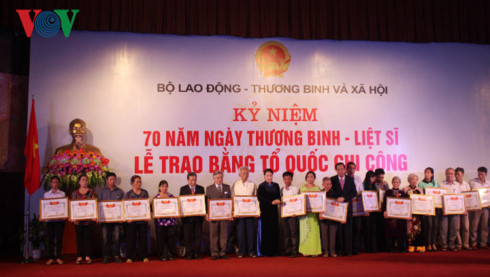 VOV
BỘ LAO ĐỘNG - THƯƠNG BINH VÀ XÃ HỘI
KỶ NIỆM
70 NĂM NGÀY THƯƠNG BINH - LIỆT SĨ
LỄ TRAO BẰNG TỔ QUỐC GHI CÔNG